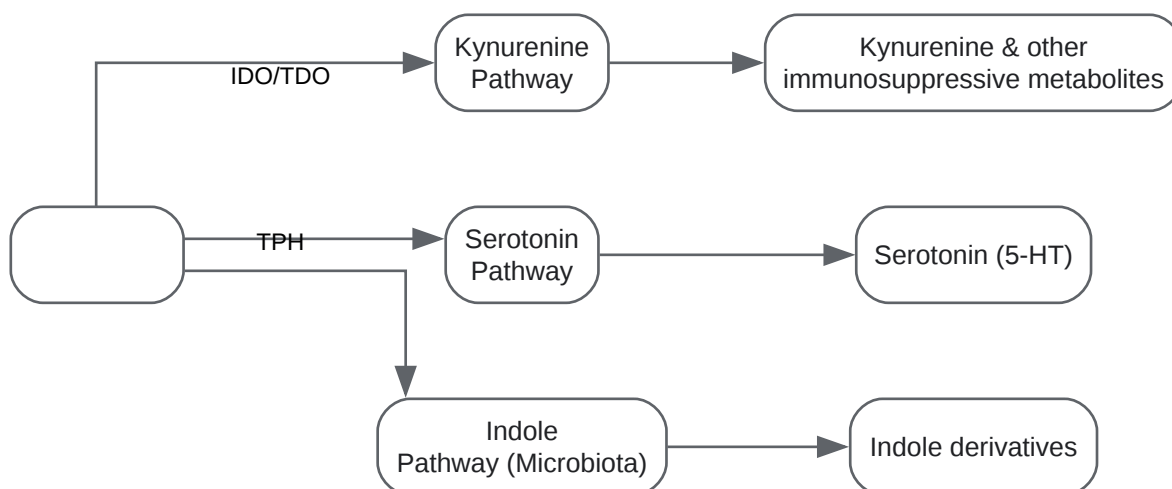 Kynurenine
Pathway
Kynurenine & other
immunosuppressive metabolites
IDO/TDO
TPH
Serotonin
Pathway
Serotonin (5-HT)
Indole
Pathway (Microbiota)
Indole derivatives